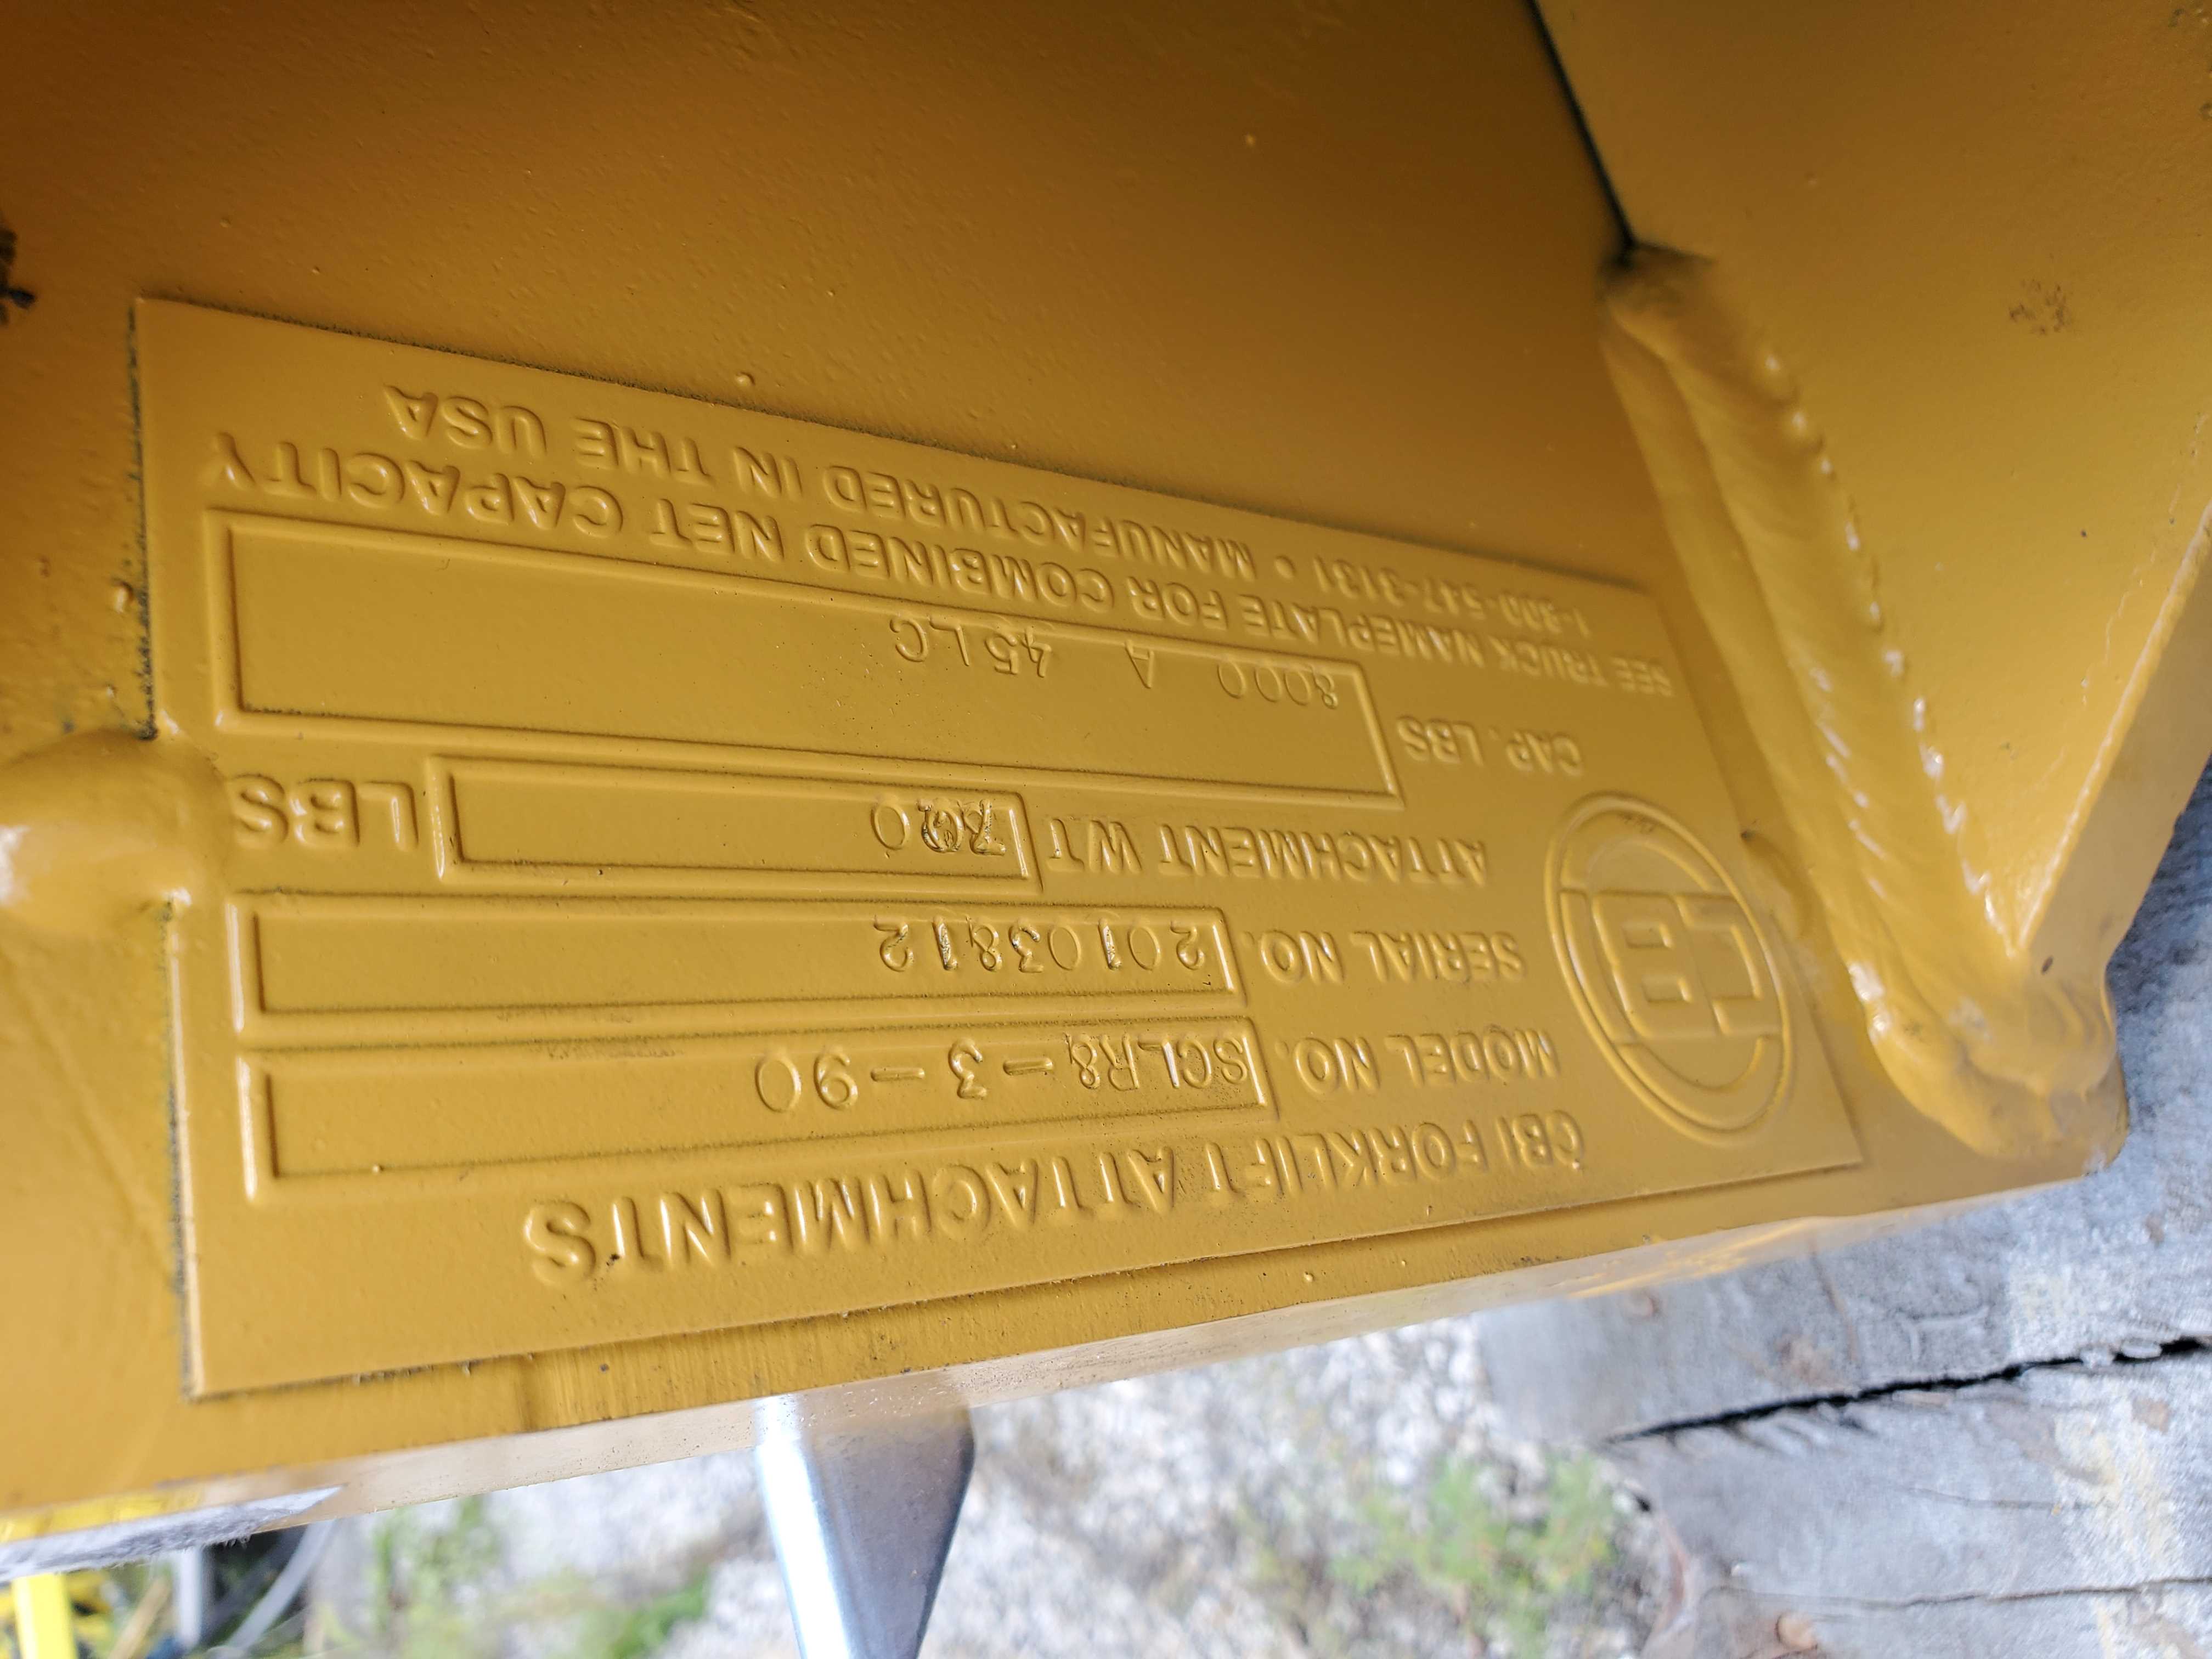 CBI FORKLIFT ATTACHMENTS
MODEL NO. SCLR8-3-90
SERIAL NO. 20103812
ATTACHMENT WT LBS
CAP. LBS 8000 A 45LC
SEE TRUCK NAMEPLATE FOR COMBINED NET CAPACITY
1-800-547-3131 • MANUFACTURED IN THE USA
CBI